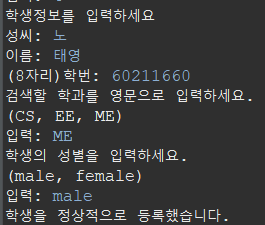 학생정보를 입력하세요
성씨: 노
이름: 태영
(8자리)학번: 60211660
검색할 학과를 영문으로 입력하세요.
(CS, EE, ME)
입력: ME
학생의 성별을 입력하세요.
(male, female)
입력: male
학생을 정상적으로 등록했습니다.